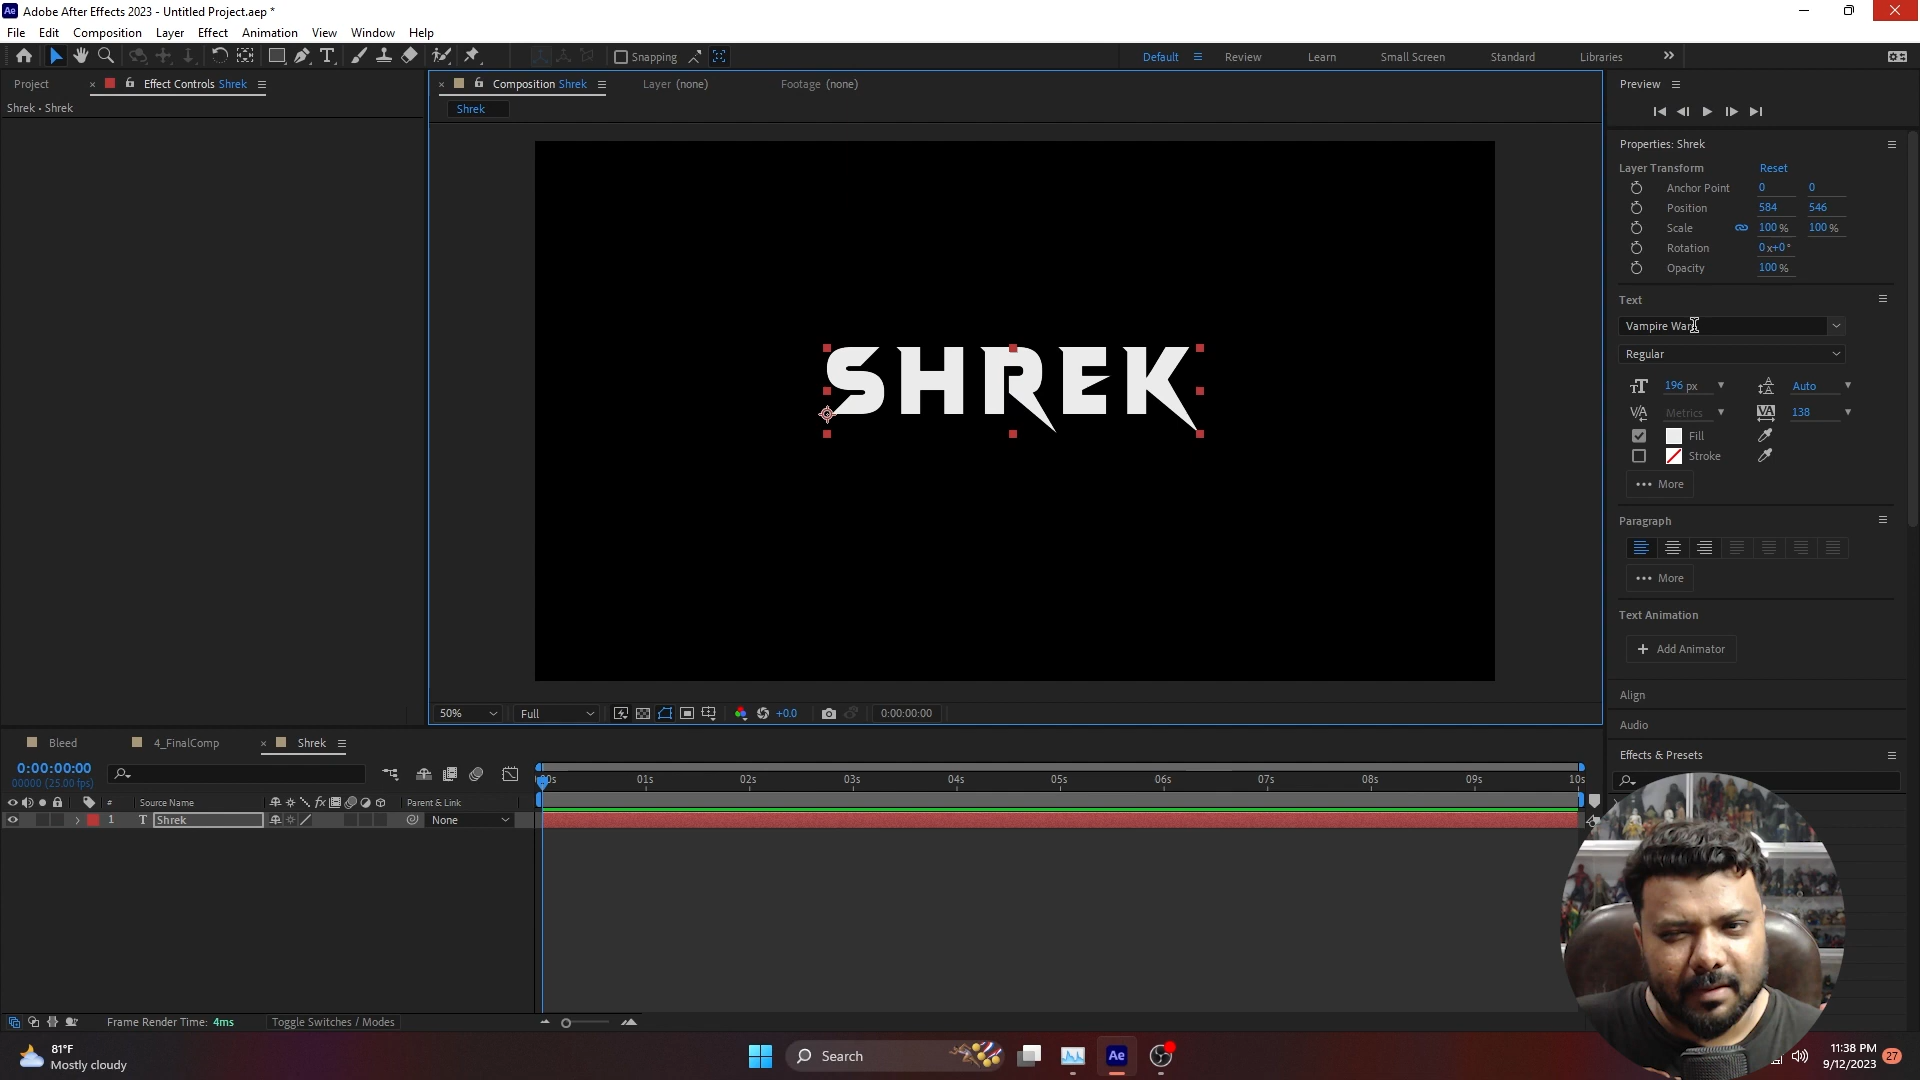 Adobe After Effects 2023 - Untitled Project.aep *
File Edit Composition Layer Effect Animation View Window Help
Snapping
Default Review Learn Small Screen Standard Libraries
Project Effect Controls Shrek
Composition Shrek Layer (none) Footage (none)
Preview
Shrek • Shrek
Shrek
SHREK
Properties: Shrek
Layer Transform Reset
Anchor Point 0 0
Position 584 546
Scale 100 % 100 %
Rotation 0 x+0 °
Opacity 100 %
Text
Vampire
Regular
196 px Auto
Metrics 138
Fill
Stroke
More
Paragraph
More
Text Animation
Add Animator
Align
Audio
Effects & Presets
50% Full +0.0 0:00:00:00
Bleed 4_FinalComp Shrek
0:00:00:00
00000 (25.00 fps)
01s 02s 03s 04s 05s 06s 07s 08s 09s 10s
# Source Name fx Parent & Link
1 T Shrek None
Frame Render Time: 4ms Toggle Switches / Modes
81°F
Mostly cloudy
Search
Ae
11:38 PM
9/12/2023
27